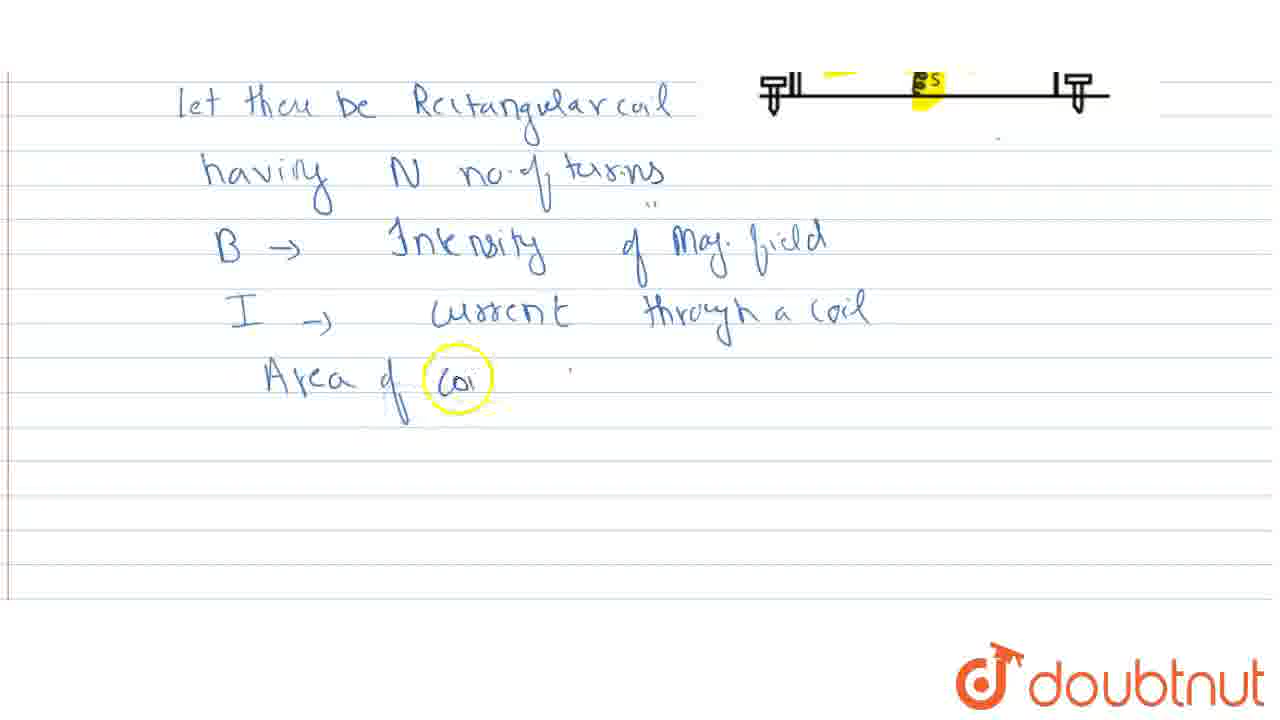 S
Let there be Rectangular coil
having N no. of turns
B → Intensity of Mag. field
I → current through a coil
Area of coi
doubtnut